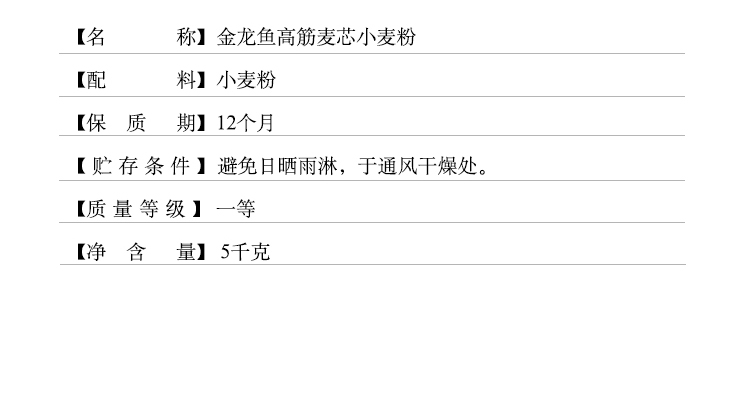 【名 称】金龙鱼高筋麦芯小麦粉
【配 料】小麦粉
【保 质 期】12个月
【贮存条件】避免日晒雨淋，于通风干燥处。
【质量等级】一等
【净 含 量】5千克